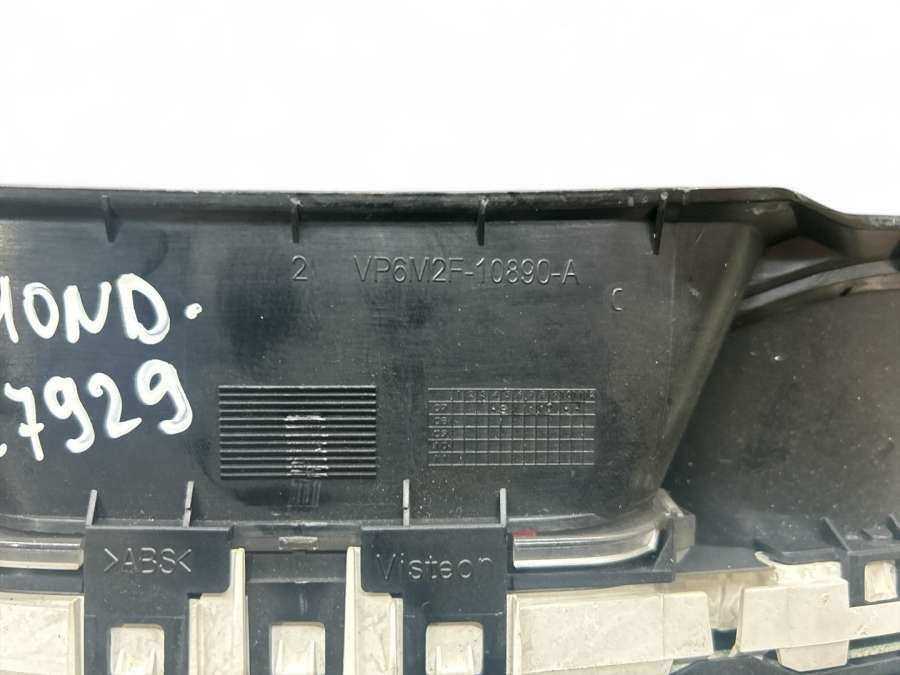 2 VP6M2F-10890-A
C
MOND.
7929
>ABS<
Visteon